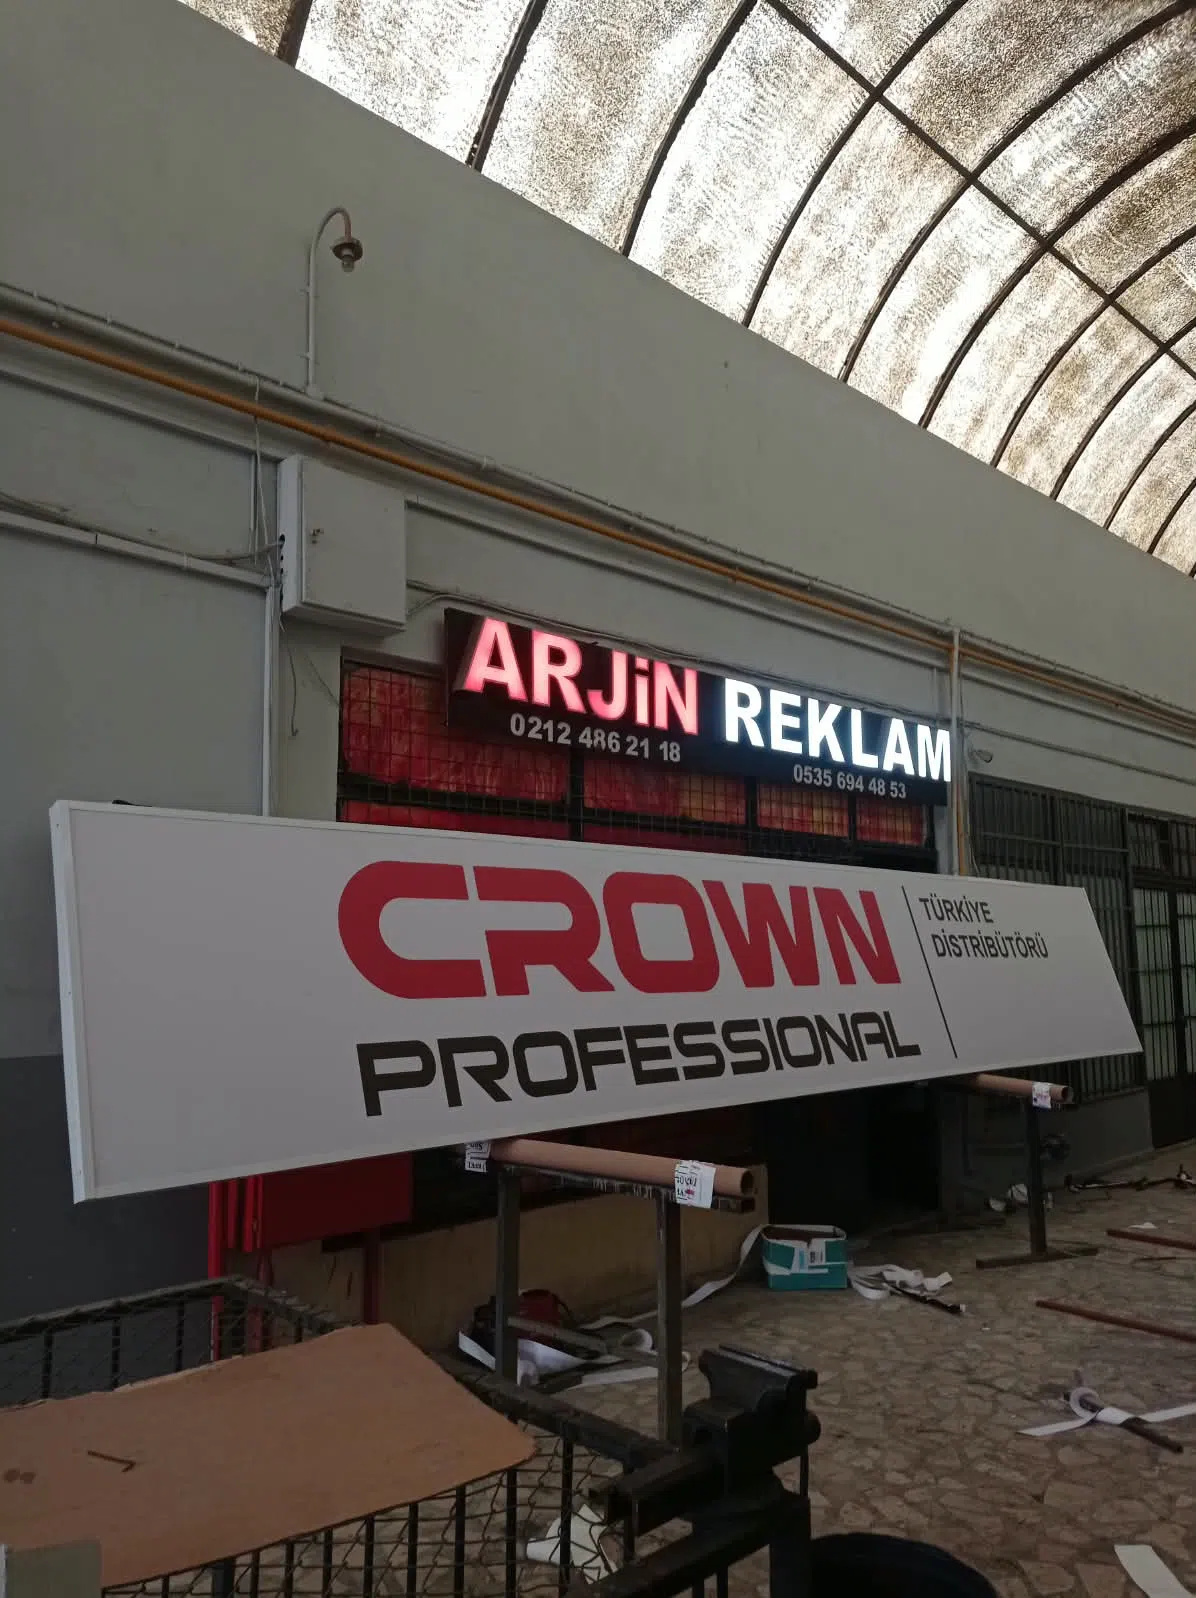 ARJiN REKLAM
0212 486 21 18
0535 694 48 53
CROWN
PROFESSIONAL
TÜRKİYE
DİSTRİBÜTÖRÜ